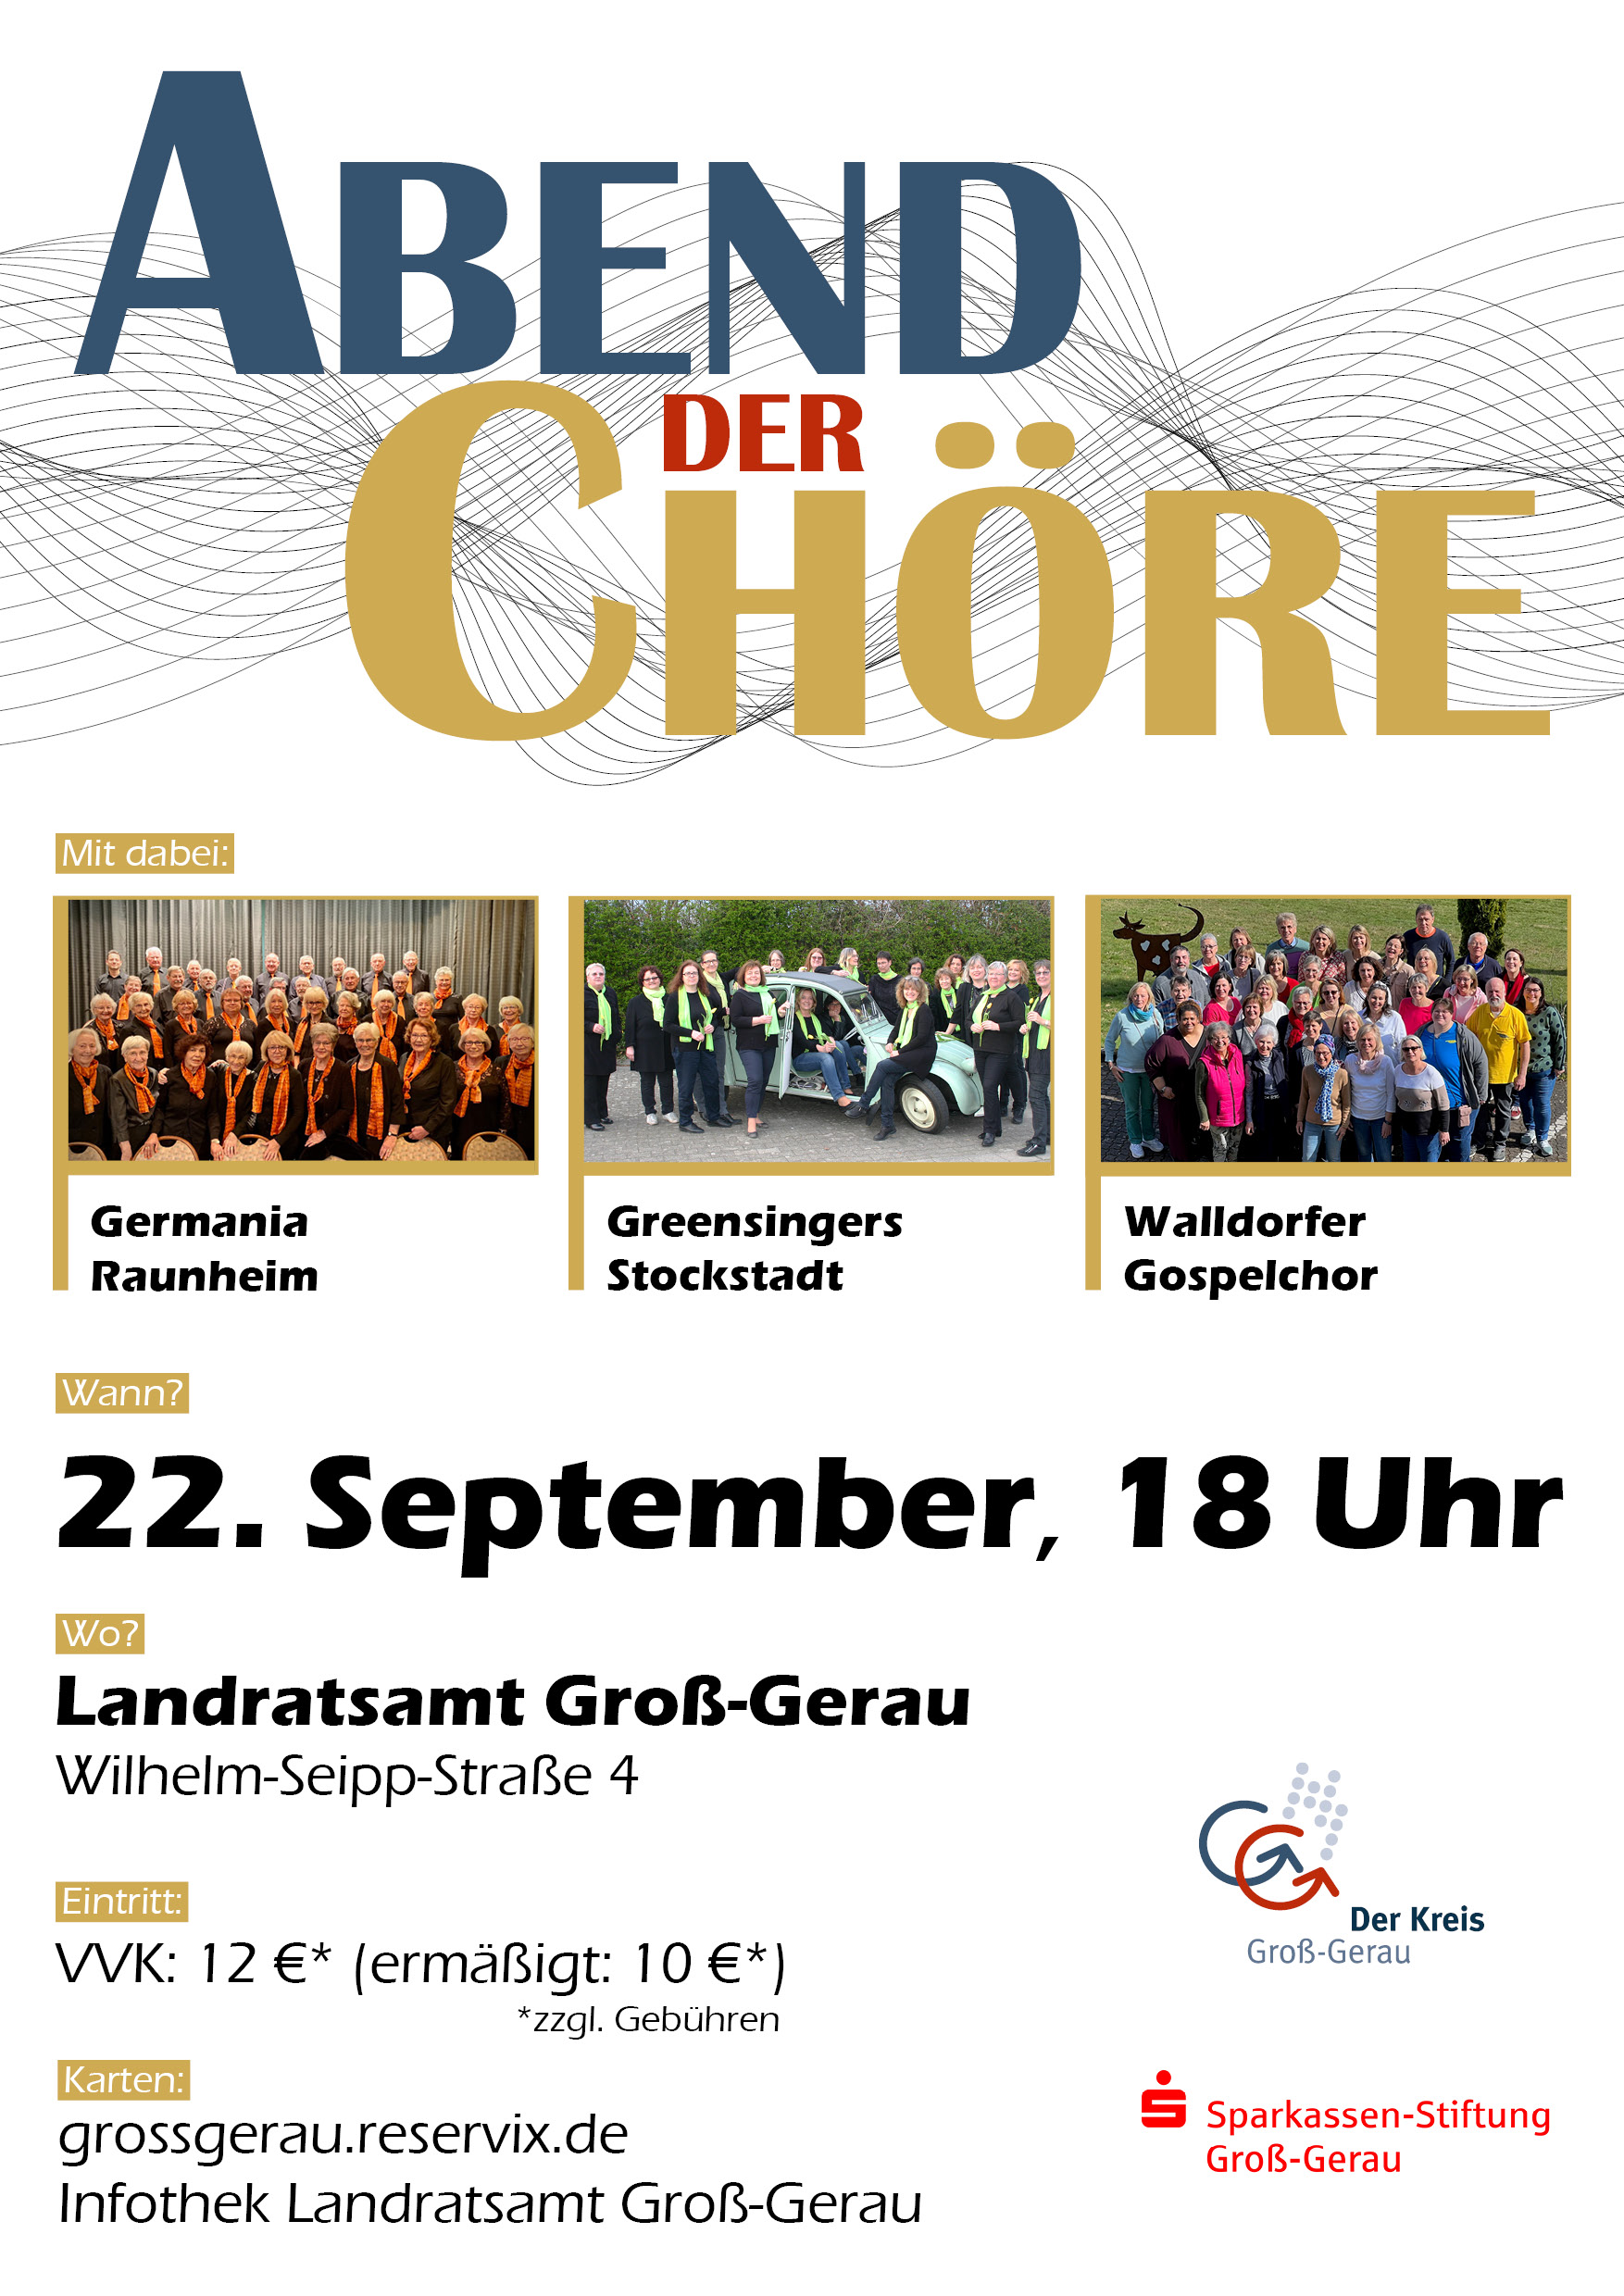 ABEND
DER
CHÖRE
Mit dabei:
Germania
Raunheim
Greensingers
Stockstadt
Walldorfer
Gospelchor
Wann?
22. September, 18 Uhr
Wo?
Landratsamt Groß-Gerau
Wilhelm-Seipp-Straße 4
Eintritt:
VVK: 12 €* (ermäßigt: 10 €*)
*zzgl. Gebühren
Karten:
grossgerau.reservix.de
Infothek Landratsamt Groß-Gerau
Der Kreis
Groß-Gerau
Sparkassen-Stiftung
Groß-Gerau